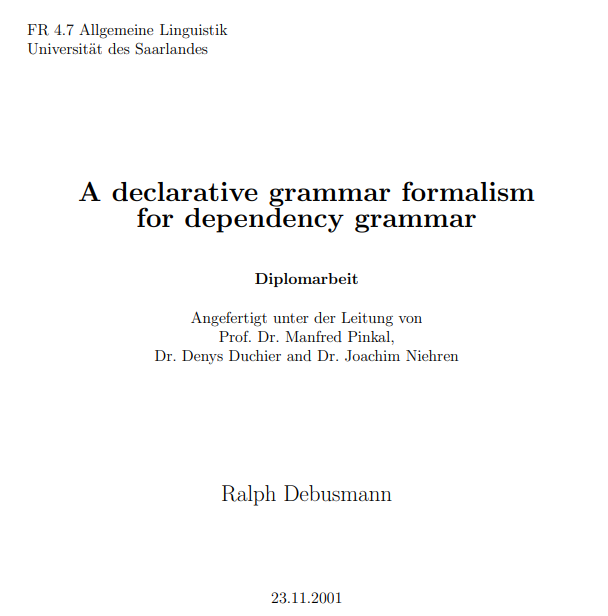 FR 4.7 Allgemeine Linguistik
Universität des Saarlandes
A declarative grammar formalism
for dependency grammar
Diplomarbeit
Angefertigt unter der Leitung von
Prof. Dr. Manfred Pinkal,
Dr. Denys Duchier and Dr. Joachim Niehren
Ralph Debusmann
23.11.2001